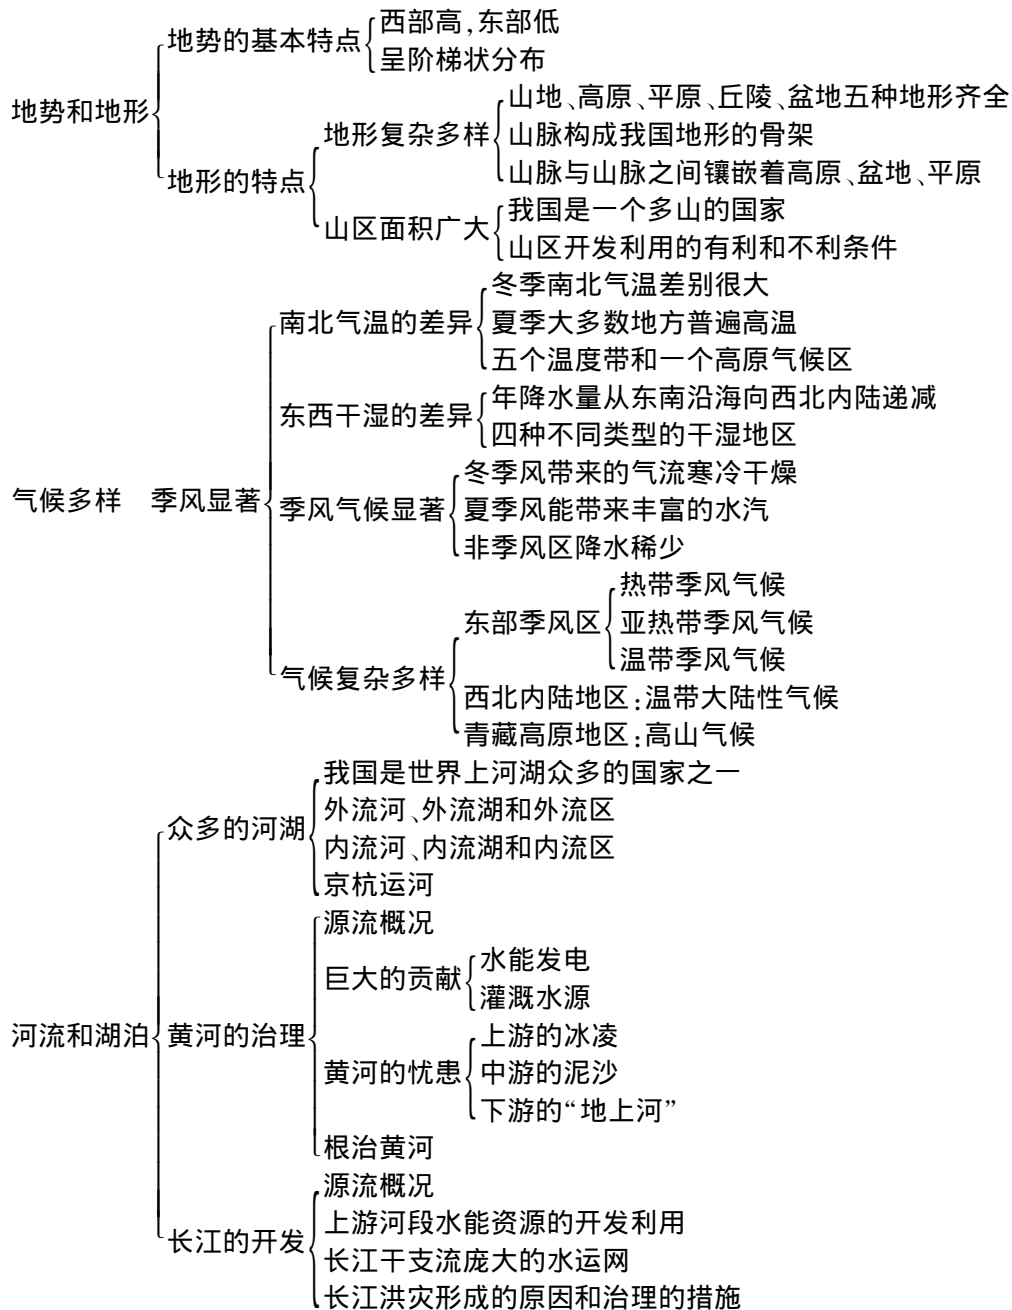 地势和地形
地势的基本特点
西部高,东部低
呈阶梯状分布
地形的特点
地形复杂多样
山地、高原、平原、丘陵、盆地五种地形齐全
山脉构成我国地形的骨架
山脉与山脉之间镶嵌着高原、盆地、平原
山区面积广大
我国是一个多山的国家
山区开发利用的有利和不利条件
气候多样　季风显著
南北气温的差异
冬季南北气温差别很大
夏季大多数地方普遍高温
五个温度带和一个高原气候区
东西干湿的差异
年降水量从东南沿海向西北内陆递减
四种不同类型的干湿地区
季风气候显著
冬季风带来的气流寒冷干燥
夏季风能带来丰富的水汽
非季风区降水稀少
气候复杂多样
东部季风区
热带季风气候
亚热带季风气候
温带季风气候
西北内陆地区:温带大陆性气候
青藏高原地区:高山气候
河流和湖泊
众多的河湖
我国是世界上河湖众多的国家之一
外流河、外流湖和外流区
内流河、内流湖和内流区
京杭运河
黄河的治理
源流概况
巨大的贡献
水能发电
灌溉水源
黄河的忧患
上游的冰凌
中游的泥沙
下游的“地上河”
根治黄河
长江的开发
源流概况
上游河段水能资源的开发利用
长江干支流庞大的水运网
长江洪灾形成的原因和治理的措施